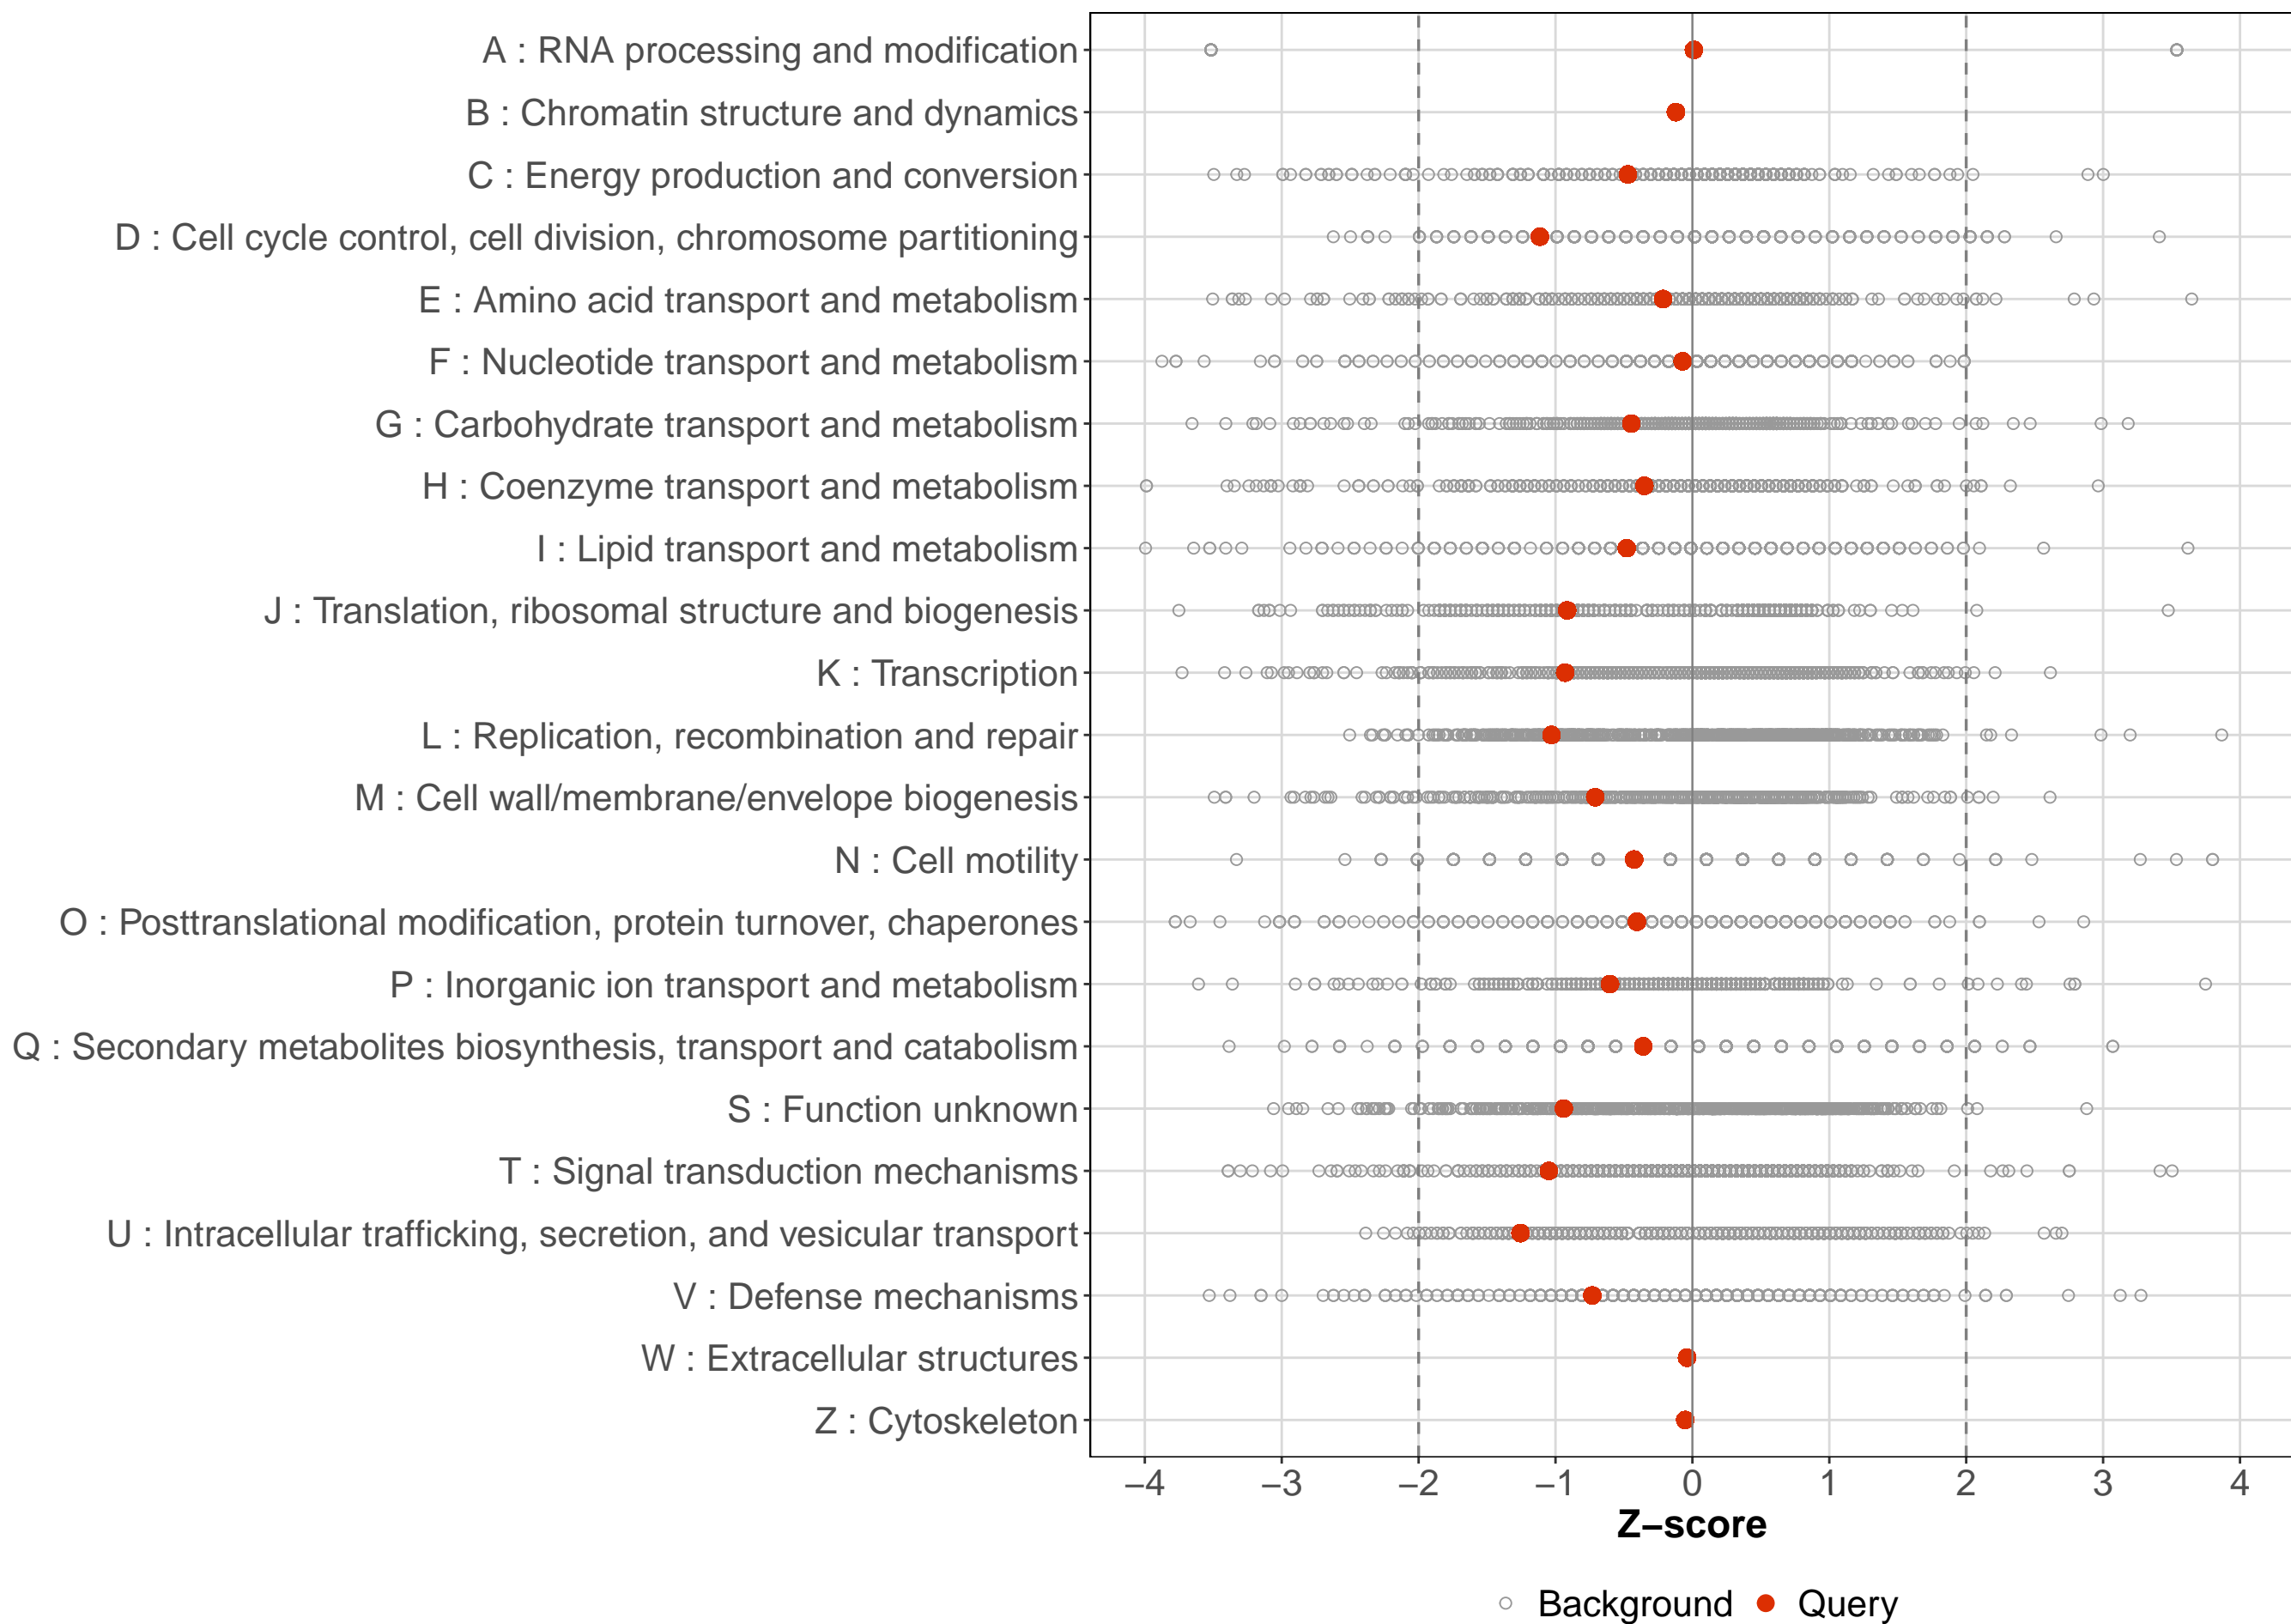 A : RNA processing and modification
B : Chromatin structure and dynamics
C : Energy production and conversion
D : Cell cycle control, cell division, chromosome partitioning
E : Amino acid transport and metabolism
F : Nucleotide transport and metabolism
G : Carbohydrate transport and metabolism
H : Coenzyme transport and metabolism
I : Lipid transport and metabolism
J : Translation, ribosomal structure and biogenesis
K : Transcription
L : Replication, recombination and repair
M : Cell wall/membrane/envelope biogenesis
N : Cell motility
O : Posttranslational modification, protein turnover, chaperones
P : Inorganic ion transport and metabolism
Q : Secondary metabolites biosynthesis, transport and catabolism
S : Function unknown
T : Signal transduction mechanisms
U : Intracellular trafficking, secretion, and vesicular transport
V : Defense mechanisms
W : Extracellular structures
Z : Cytoskeleton
−4 −3 −2 −1 0 1 2 3 4
Z−score
Background Query